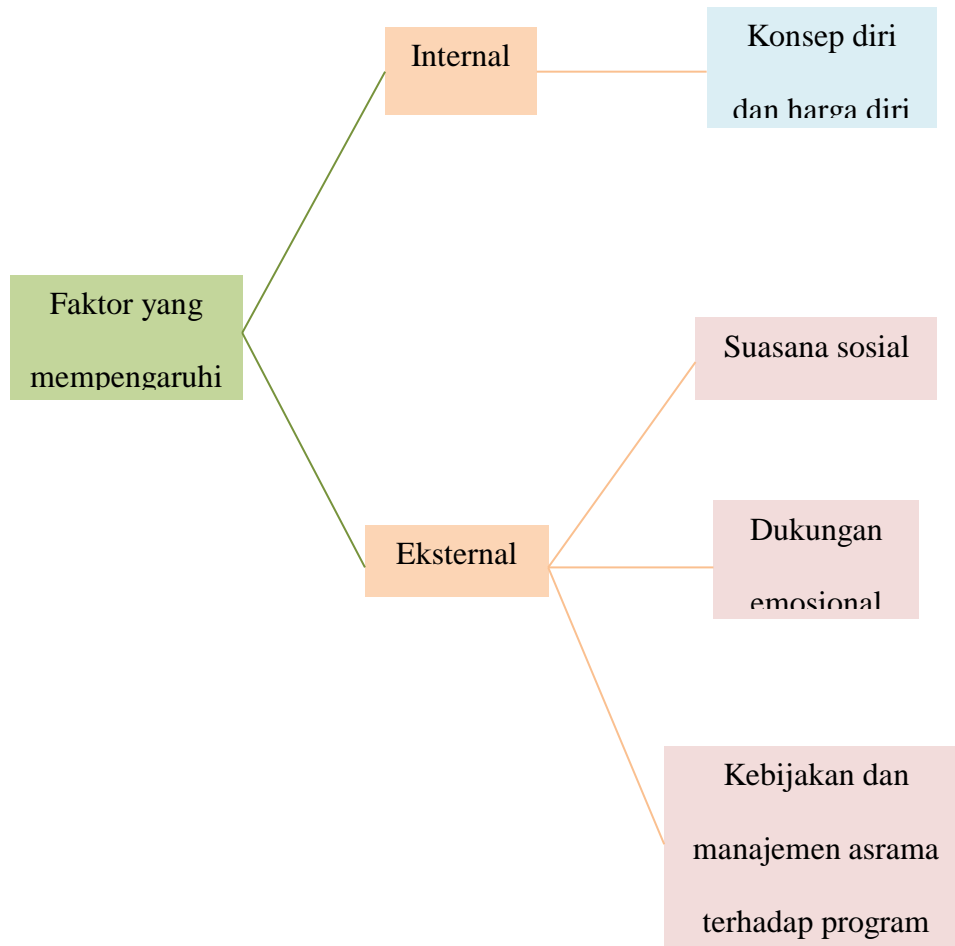 Internal
Konsep diri
dan harga diri
Faktor yang
mempengaruhi
Suasana sosial
Eksternal
Dukungan
emosional
Kebijakan dan
manajemen asrama
terhadap program